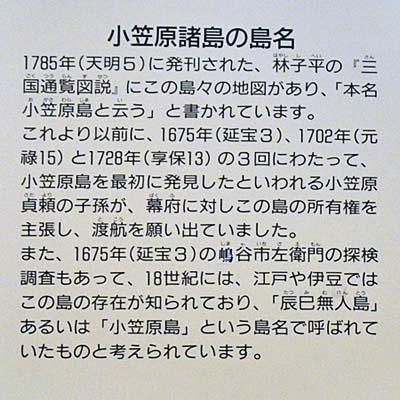 小笠原諸島の島名
1785年(天明5)に発刊された、林子平の『三
国通覧図説』にこの島々の地図があり、「本名
小笠原島と云う」と書かれています。
これより以前に、1675年(延宝3)、1702年(元
禄15)と1728年(享保13)の3回にわたって、
小笠原島を最初に発見したといわれる小笠原
貞頼の子孫が、幕府に対しこの島の所有権を
主張し、渡航を願い出ていました。
また、1675年(延宝3)の嶋谷市左衛門の探検
調査もあって、18世紀には、江戸や伊豆では
この島の存在が知られており、「辰巳無人島」
あるいは「小笠原島」という島名で呼ばれて
いたものと考えられています。